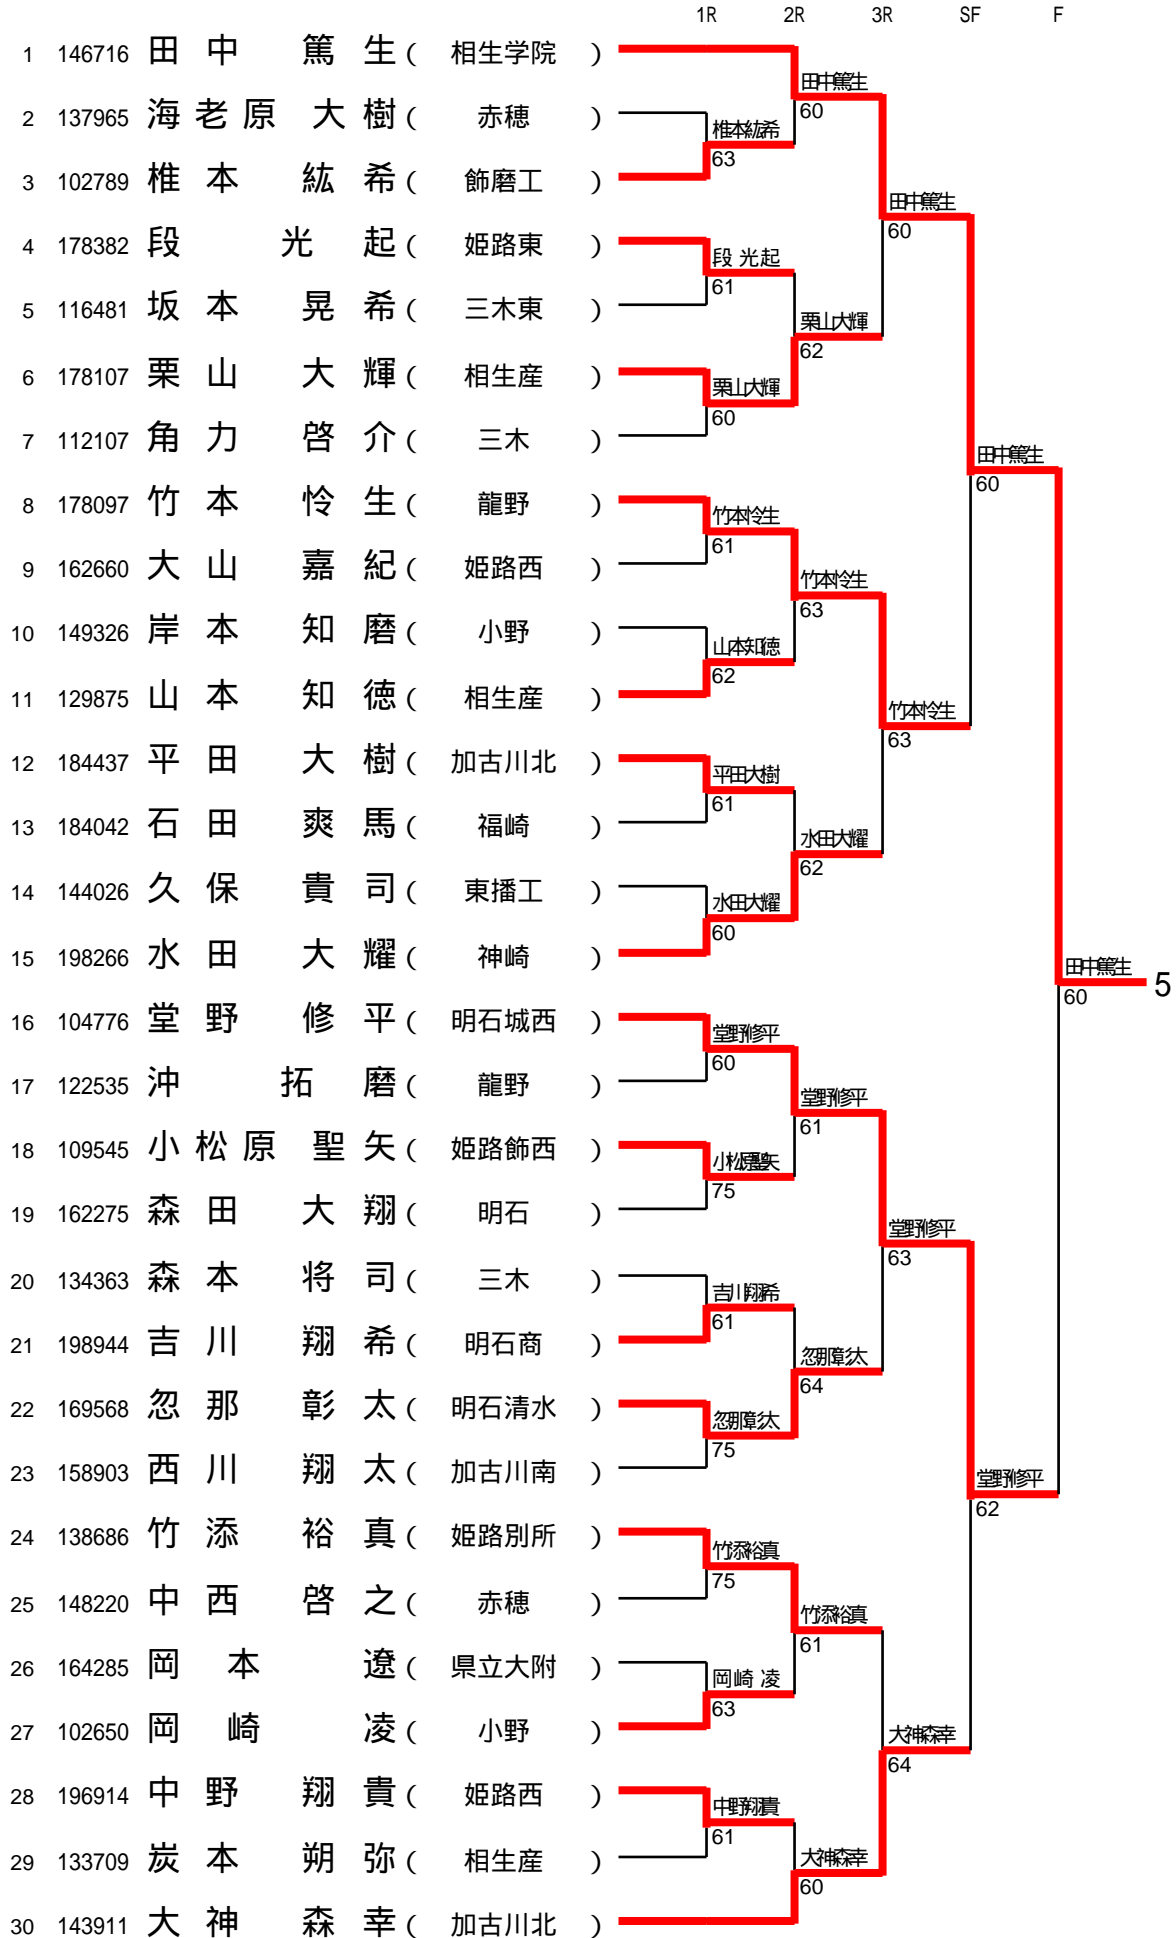 1R 2R 3R SF F
1 146716 田中 篤生 ( 相生学院 )
田中篤生
60
2 137965 海老原 大樹 ( 赤穂 )
椎本紘希
63
3 102789 椎本 紘希 ( 飾磨工 )
田中篤生
60
4 178382 段 光起 ( 姫路東 )
段 光起
61
5 116481 坂本 晃希 ( 三木東 )
栗山大輝
62
6 178107 栗山 大輝 ( 相生産 )
栗山大輝
60
7 112107 角力 啓介 ( 三木 )
田中篤生
60
8 178097 竹本 怜生 ( 龍野 )
竹本怜生
61
9 162660 大山 嘉紀 ( 姫路西 )
竹本怜生
63
10 149326 岸本 知磨 ( 小野 )
山本知徳
62
11 129875 山本 知徳 ( 相生産 )
竹本怜生
63
12 184437 平田 大樹 ( 加古川北 )
平田大樹
61
13 184042 石田 爽馬 ( 福崎 )
水田大耀
62
14 144026 久保 貴司 ( 東播工 )
水田大耀
60
15 198266 水田 大耀 ( 神崎 )
田中篤生
60
5
16 104776 堂野 修平 ( 明石城西 )
堂野修平
60
17 122535 沖 拓磨 ( 龍野 )
堂野修平
61
18 109545 小松原 聖矢 ( 姫路飾西 )
小松原聖矢
75
19 162275 森田 大翔 ( 明石 )
堂野修平
63
20 134363 森本 将司 ( 三木 )
吉川翔希
61
21 198944 吉川 翔希 ( 明石商 )
忽那彰太
64
22 169568 忽那 彰太 ( 明石清水 )
忽那彰太
75
23 158903 西川 翔太 ( 加古川南 )
堂野修平
62
24 138686 竹添 裕真 ( 姫路別所 )
竹添裕真
75
25 148220 中西 啓之 ( 赤穂 )
竹添裕真
61
26 164285 岡本 遼 ( 県立大附 )
岡崎 凌
63
27 102650 岡崎 凌 ( 小野 )
大神森幸
64
28 196914 中野 翔貴 ( 姫路西 )
中野翔貴
61
29 133709 炭本 朔弥 ( 相生産 )
大神森幸
60
30 143911 大神 森幸 ( 加古川北 )